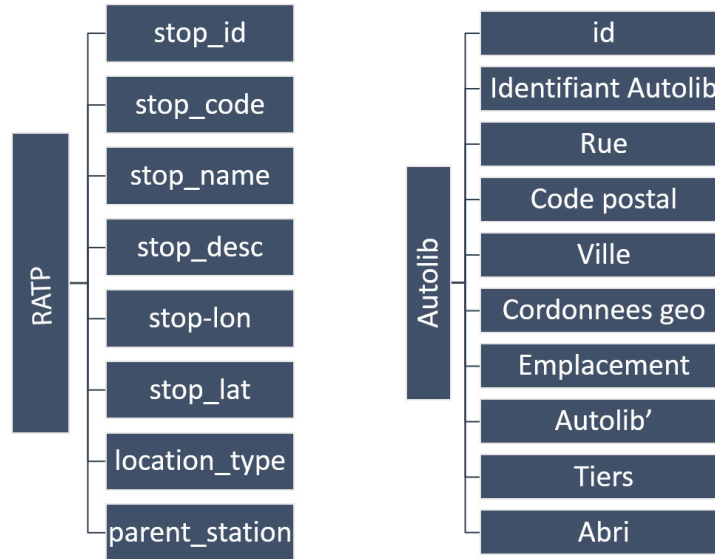 RATP
stop_id
stop_code
stop_name
stop_desc
stop-lon
stop_lat
location_type
parent_station
Autolib
id
Identifiant Autolib
Rue
Code postal
Ville
Cordonnees geo
Emplacement
Autolib’
Tiers
Abri